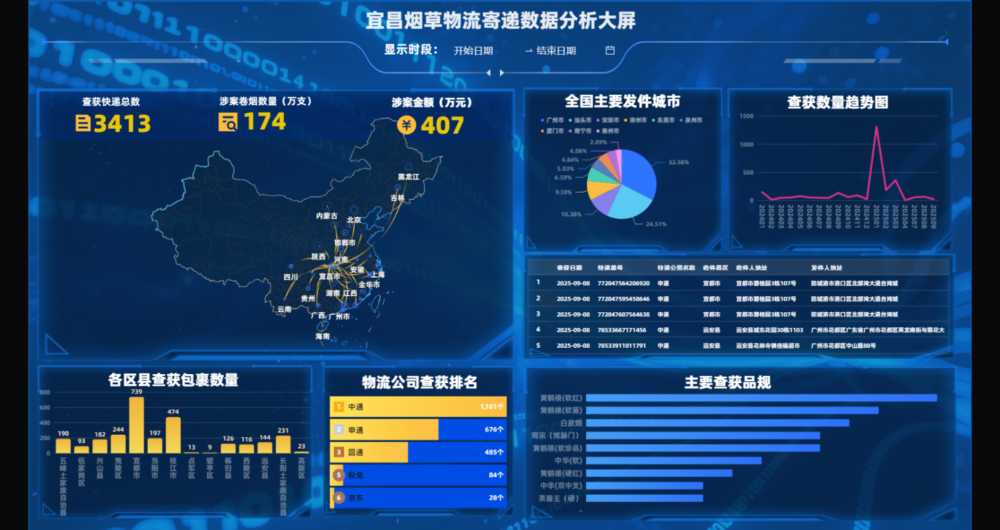 宜昌烟草物流寄递数据分析大屏
显示时段： 开始日期 → 结束日期
查获快递总数
3413
涉案卷烟数量（万支）
174
涉案金额（万元）
407
黑龙江
吉林
内蒙古
北京
邯郸市
陕西
河南
安徽
上海
四川
宜昌市
金华市
湖南
江西
贵州
云南
广西
广州市
海南
全国主要发件城市
广州市 汕头市 深圳市 漳州市 东莞市 泉州市
厦门市 南宁市 惠州市
2.89%
4.08%
4.84%
5.03%
6.59%
9.10%
10.38%
32.58%
24.51%
查获数量趋势图
1500
1000
500
0
202401 202402 202403 202404 202405 202406 202407 202408 202409 202410 202411 202412 202501 202502 202503 202504 202507 202508 202509
查获日期 快递单号 快递公司名称 收件县区 收件人地址 发件人地址
1 2025-09-08 772047564206920 申通 宜都市 宜都市碧桂园3栋107号 防城港市港口区北部湾大道台湾城
2 2025-09-08 772047595458646 申通 宜都市 宜都市碧桂园3栋107号 防城港市港口区北部湾大道台湾城
3 2025-09-08 772047607564638 申通 宜都市 宜都市碧桂园3栋107号 防城港市港口区北部湾大道台湾城
4 2025-09-08 78533667171456 中通 远安县 远安县城东花园30栋1103 广州市花都区广东省广州市花都区两龙南街与菊花大
5 2025-09-08 78533911011791 中通 远安县 远安县花林寺镇佳福超市 广州市花都区中山路88号
各区县查获包裹数量
800
600
400
200
0
190 93 182 244 739 197 474 13 9 126 116 144 231 23
五峰土家族自治县 伍家岗区 兴山县 夷陵区 宜都市 当阳市 枝江市 点军区 猇亭区 秭归县 西陵区 远安县 长阳土家族自治县 高新区
物流公司查获排名
1 中通 1,101个
2 申通 676个
3 圆通 485个
5 极兔 84个
6 京东 28个
主要查获品规
黄鹤楼(软红)
黄鹤楼(软蓝)
白皮烟
南京（炫赫门）
黄鹤楼(软珍品)
中华(软)
黄鹤楼(硬红)
中华(双中支)
芙蓉王（硬）